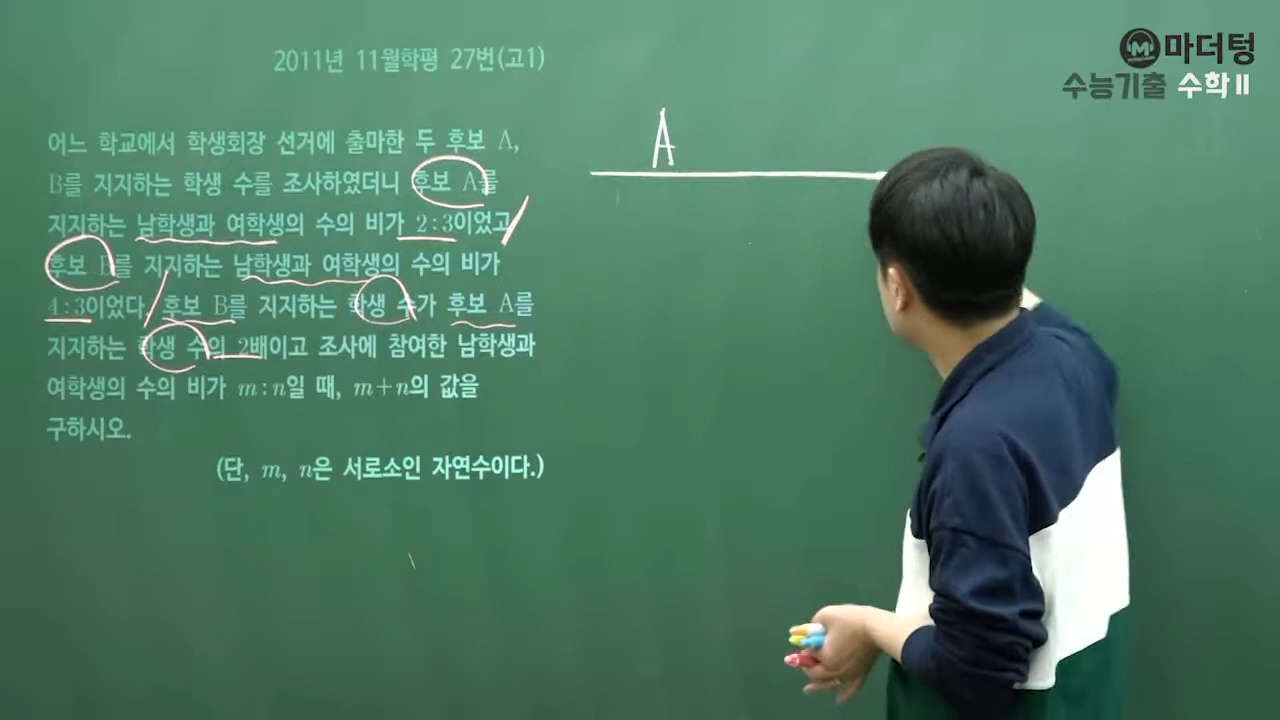 2011년 11월학평 27번(고1)
마더텅
수능기출 수학Ⅱ
어느 학교에서 학생회장 선거에 출마한 두 후보 A,
B를 지지하는 학생 수를 조사하였더니 후보 A를
지지하는 남학생과 여학생의 수의 비가 2:3이었고
후보 B를 지지하는 남학생과 여학생의 수의 비가
4:3이었다. 후보 B를 지지하는 학생 수가 후보 A를
지지하는 학생 수의 2배이고 조사에 참여한 남학생과
여학생의 수의 비가 m:n일 때, m+n의 값을
구하시오.
(단, m, n은 서로소인 자연수이다.)
A